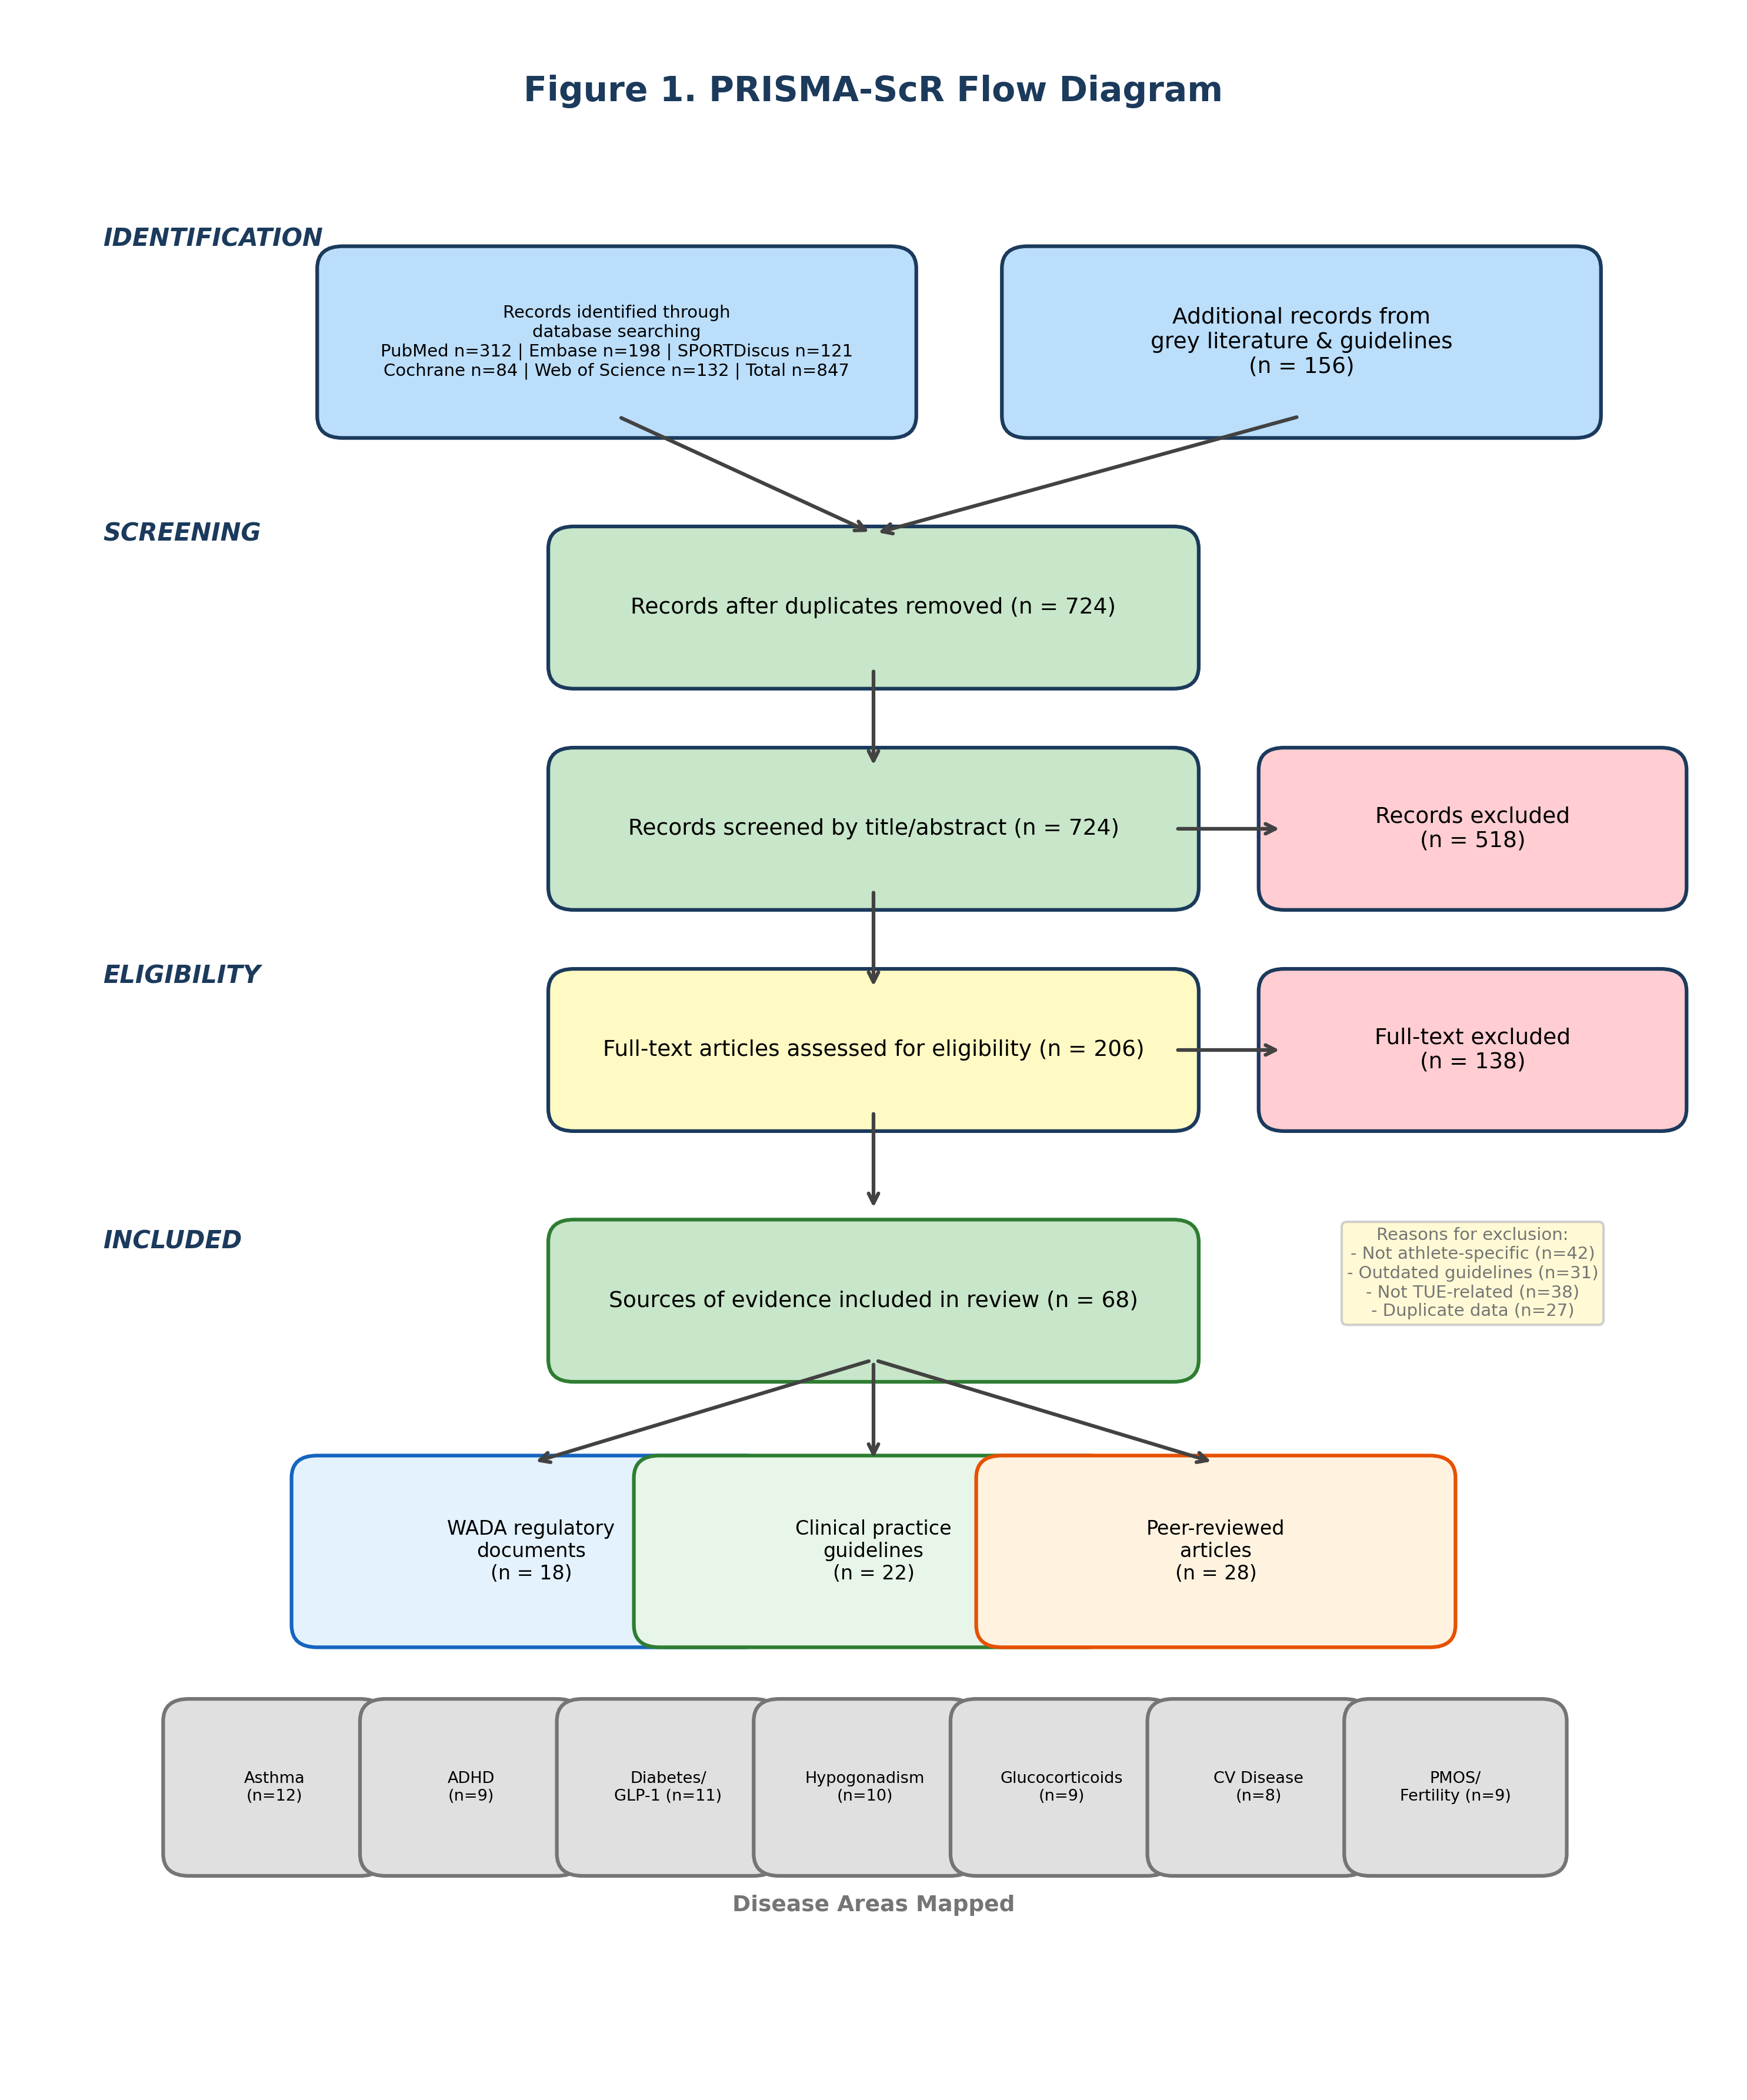 Figure 1. PRISMA-ScR Flow Diagram
IDENTIFICATION
Records identified through
database searching
PubMed n=312 | Embase n=198 | SPORTDiscus n=121
Cochrane n=84 | Web of Science n=132 | Total n=847
Additional records from
grey literature & guidelines
(n = 156)
SCREENING
Records after duplicates removed (n = 724)
Records screened by title/abstract (n = 724)
Records excluded
(n = 518)
ELIGIBILITY
Full-text articles assessed for eligibility (n = 206)
Full-text excluded
(n = 138)
INCLUDED
Sources of evidence included in review (n = 68)
Reasons for exclusion:
- Not athlete-specific (n=42)
- Outdated guidelines (n=31)
- Not TUE-related (n=38)
- Duplicate data (n=27)
WADA regulatory
documents
(n = 18)
Clinical practice
guidelines
(n = 22)
Peer-reviewed
articles
(n = 28)
Asthma
(n=12)
ADHD
(n=9)
Diabetes/
GLP-1 (n=11)
Hypogonadism
(n=10)
Glucocorticoids
(n=9)
CV Disease
(n=8)
PMOS/
Fertility (n=9)
Disease Areas Mapped